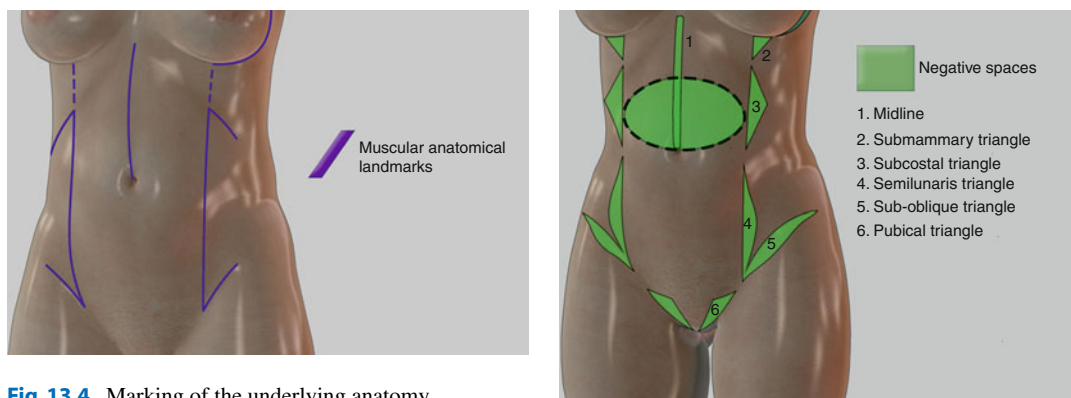 Muscular anatomical
landmarks
Fig. 13.4 Marking of the underlying anatomy
1
2
3
4
5
6
Negative spaces
1. Midline
2. Submammary triangle
3. Subcostal triangle
4. Semilunaris triangle
5. Sub-oblique triangle
6. Pubical triangle